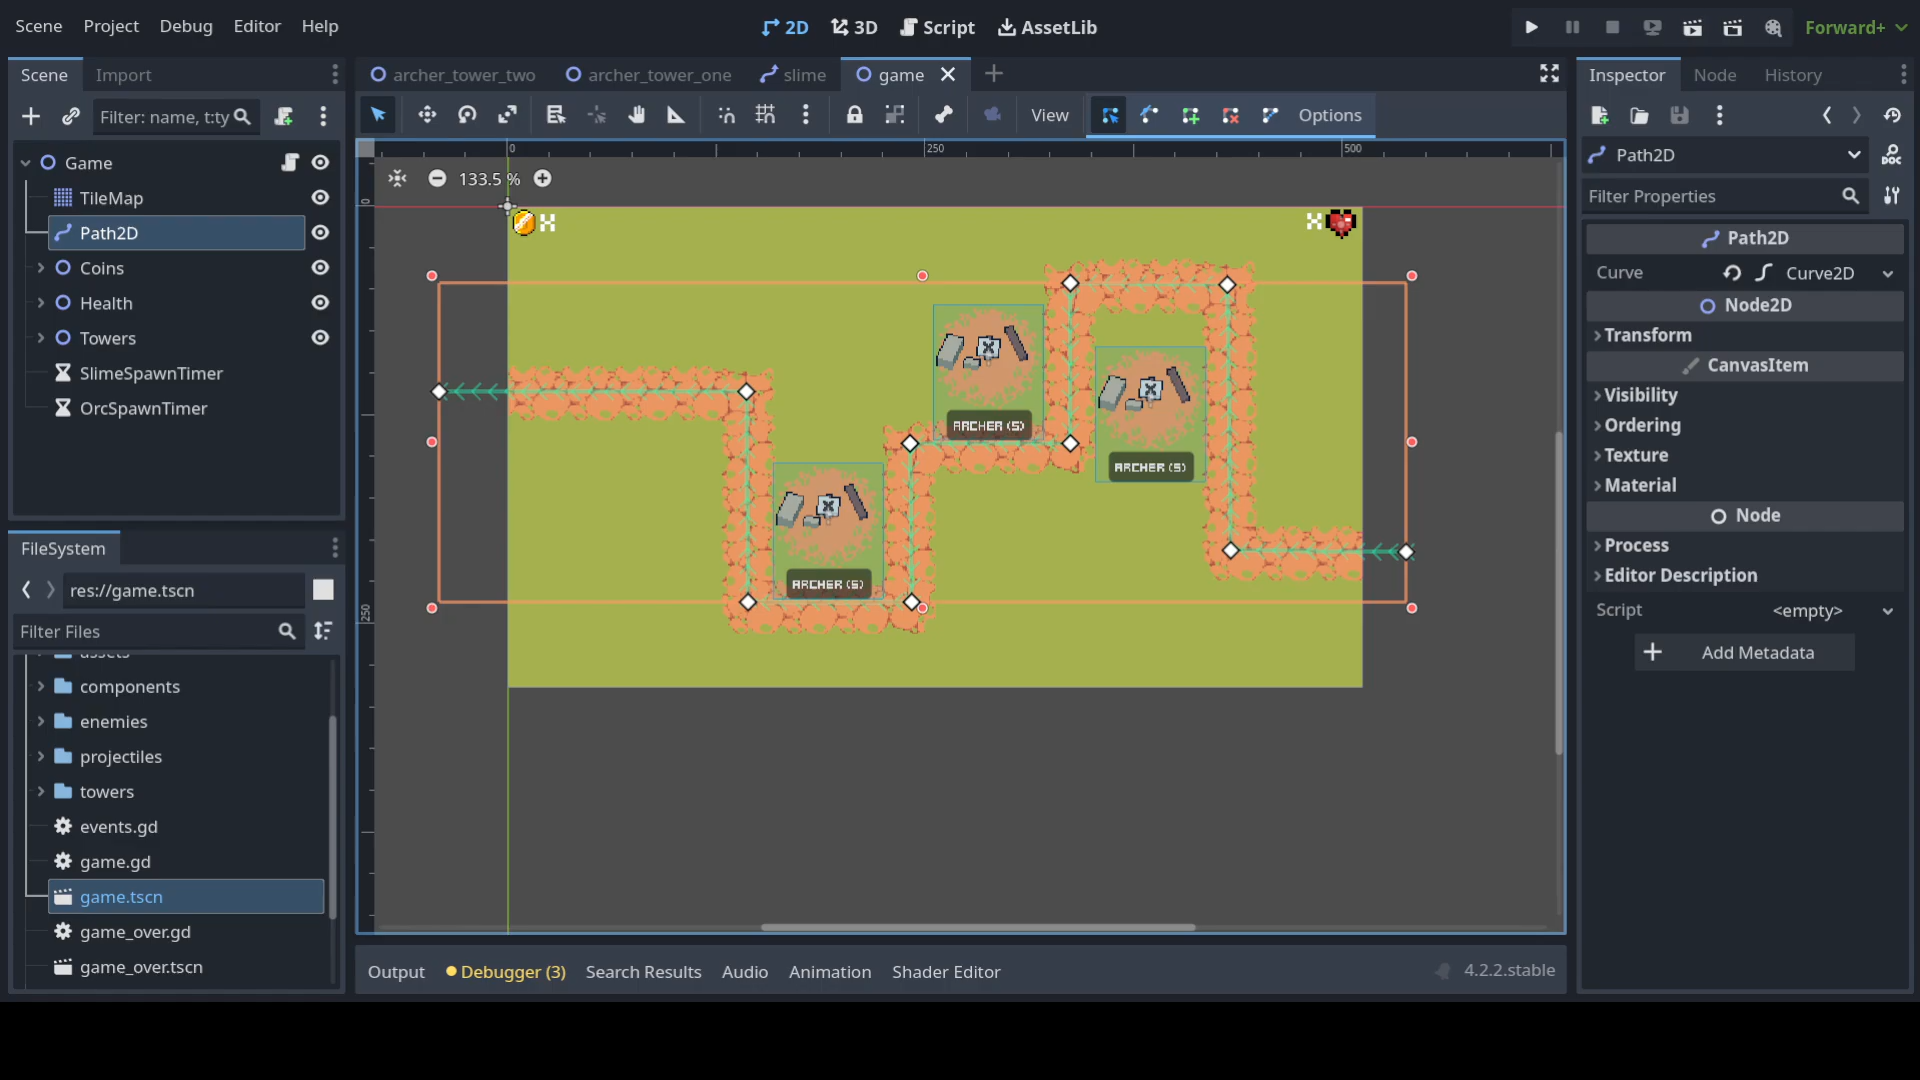 Scene Project Debug Editor Help
2D 3D Script AssetLib
Forward+
Scene Import
archer_tower_two archer_tower_one slime game
Inspector Node History
Filter: name, t:ty
View Options
0 250 500
Game
TileMap
Path2D
Coins
Health
Towers
SlimeSpawnTimer
OrcSpawnTimer
133.5 %
0
250
X
X
ARCHER (5)
ARCHER (5)
ARCHER (5)
Path2D
Filter Properties
Path2D
Curve Curve2D
Node2D
Transform
CanvasItem
Visibility
Ordering
Texture
Material
Node
Process
Editor Description
Script <empty>
Add Metadata
FileSystem
res://game.tscn
Filter Files
assets
components
enemies
projectiles
towers
events.gd
game.gd
game.tscn
game_over.gd
game_over.tscn
Output Debugger (3) Search Results Audio Animation Shader Editor
4.2.2.stable